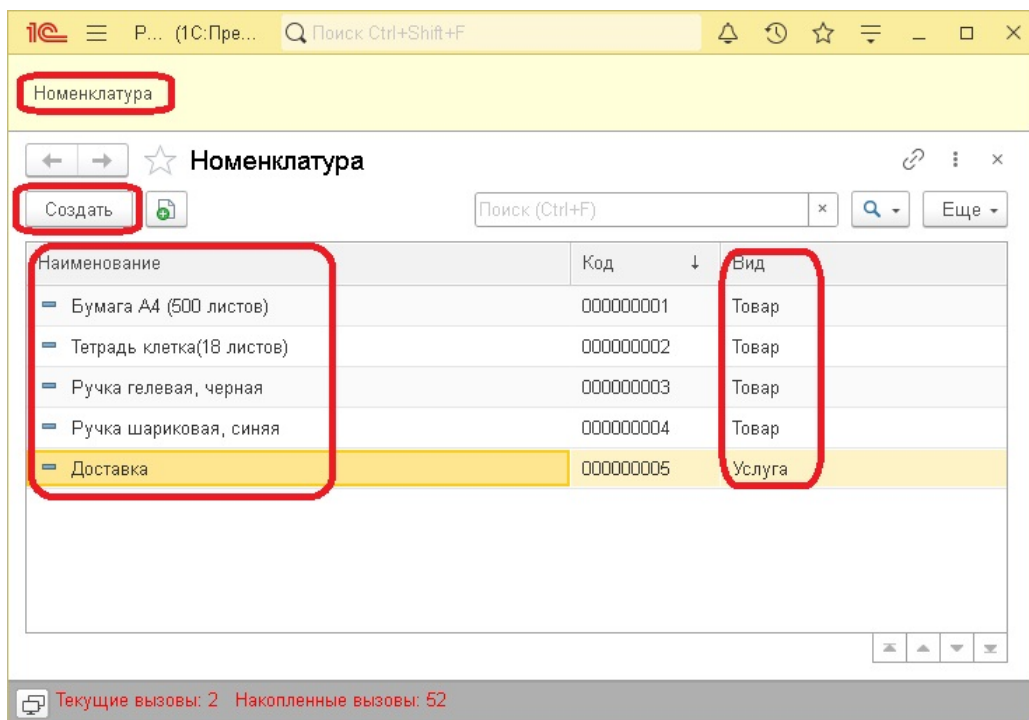 1С Р... (1С:Пре... Поиск Ctrl+Shift+F
Номенклатура
Номенклатура
Создать Поиск (Ctrl+F) × Еще
Наименование Код ↓ Вид
Бумага А4 (500 листов) 000000001 Товар
Тетрадь клетка(18 листов) 000000002 Товар
Ручка гелевая, черная 000000003 Товар
Ручка шариковая, синяя 000000004 Товар
Доставка 000000005 Услуга
Текущие вызовы: 2 Накопленные вызовы: 52